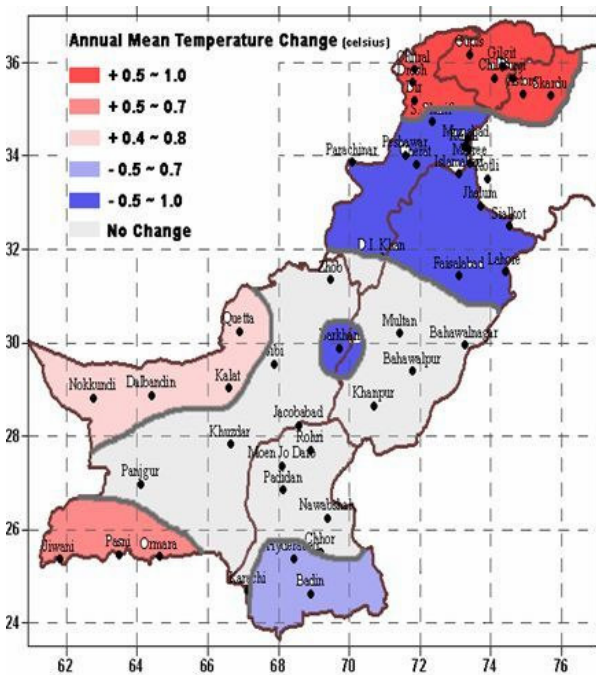 Annual Mean Temperature Change (celsius)
+ 0.5 ~ 1.0
+ 0.5 ~ 0.7
+ 0.4 ~ 0.8
- 0.5 ~ 0.7
- 0.5 ~ 1.0
No Change
36
34
32
30
28
26
24
62
64
66
68
70
72
74
76
Gilgit
Skardu
Dir
Parachinar
Peshawar
Kotli
Islamabad
Jhelum
Sialkot
D I. Khan
Lahore
Faisalabad
Zhob
Quetta
Multan
Bahawalnagar
Barkhan
Sibi
Bahawalpur
Kalat
Dalbandin
Nokkundi
Khanpur
Jacobabad
Khuzdar
Rohri
Moen Jo Daro
Panjgur
Padidan
Nawabshah
Chhor
Hyderabad
Jiwani
Pasni
Ormara
Karachi
Badin